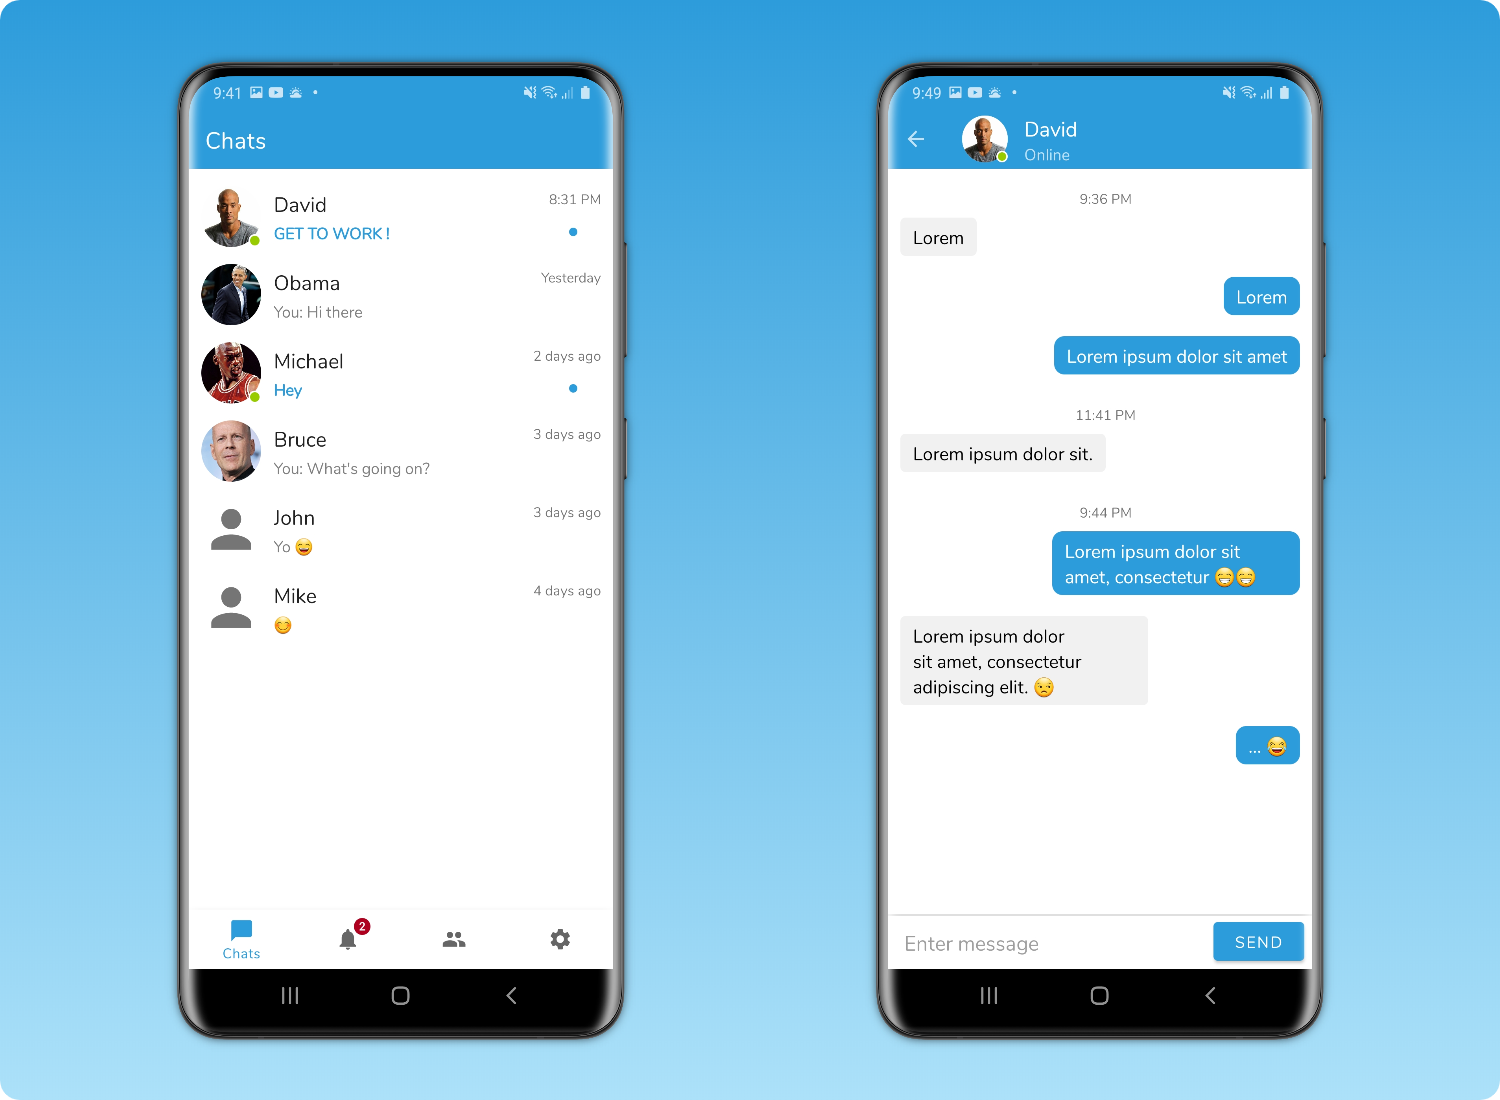 9:41
Chats
David
8:31 PM
GET TO WORK !
Obama
Yesterday
You: Hi there
Michael
2 days ago
Hey
Bruce
3 days ago
You: What's going on?
John
3 days ago
Yo 😄
Mike
4 days ago
😊
Chats
2
9:49
David
Online
9:36 PM
Lorem
Lorem
Lorem ipsum dolor sit amet
11:41 PM
Lorem ipsum dolor sit.
9:44 PM
Lorem ipsum dolor sit
amet, consectetur 😁😁
Lorem ipsum dolor
sit amet, consectetur
adipiscing elit. 😞
... 😂
Enter message
SEND